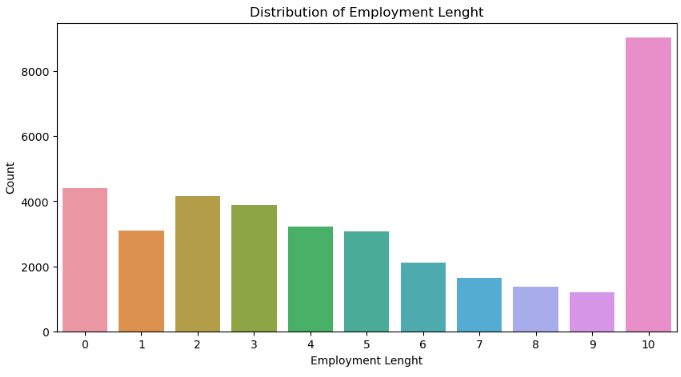 Distribution of Employment Lenght
8000
6000
4000
2000
0
Count
0 1 2 3 4 5 6 7 8 9 10
Employment Lenght